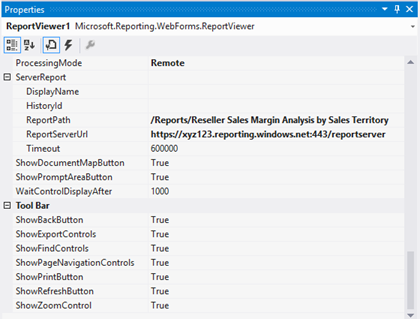 Properties
ReportViewer1 Microsoft.Reporting.WebForms.ReportViewer
ProcessingMode Remote
ServerReport
DisplayName
HistoryId
ReportPath /Reports/Reseller Sales Margin Analysis by Sales Territory
ReportServerUrl https://xyz123.reporting.windows.net:443/reportserver
Timeout 600000
ShowDocumentMapButton True
ShowPromptAreaButton True
WaitControlDisplayAfter 1000
Tool Bar
ShowBackButton True
ShowExportControls True
ShowFindControls True
ShowPageNavigationControls True
ShowPrintButton True
ShowRefreshButton True
ShowZoomControl True